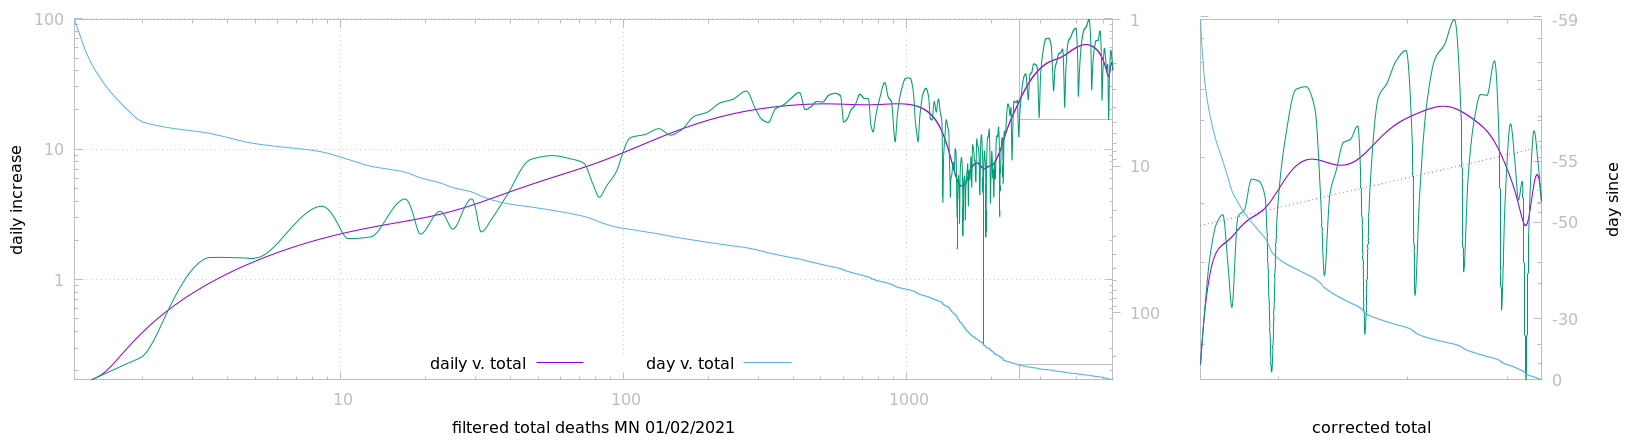 100
10
1
daily increase
daily v. total
day v. total
10
100
1000
filtered total deaths MN 01/02/2021
1
10
100
-59
-55
-50
-30
0
day since
corrected total